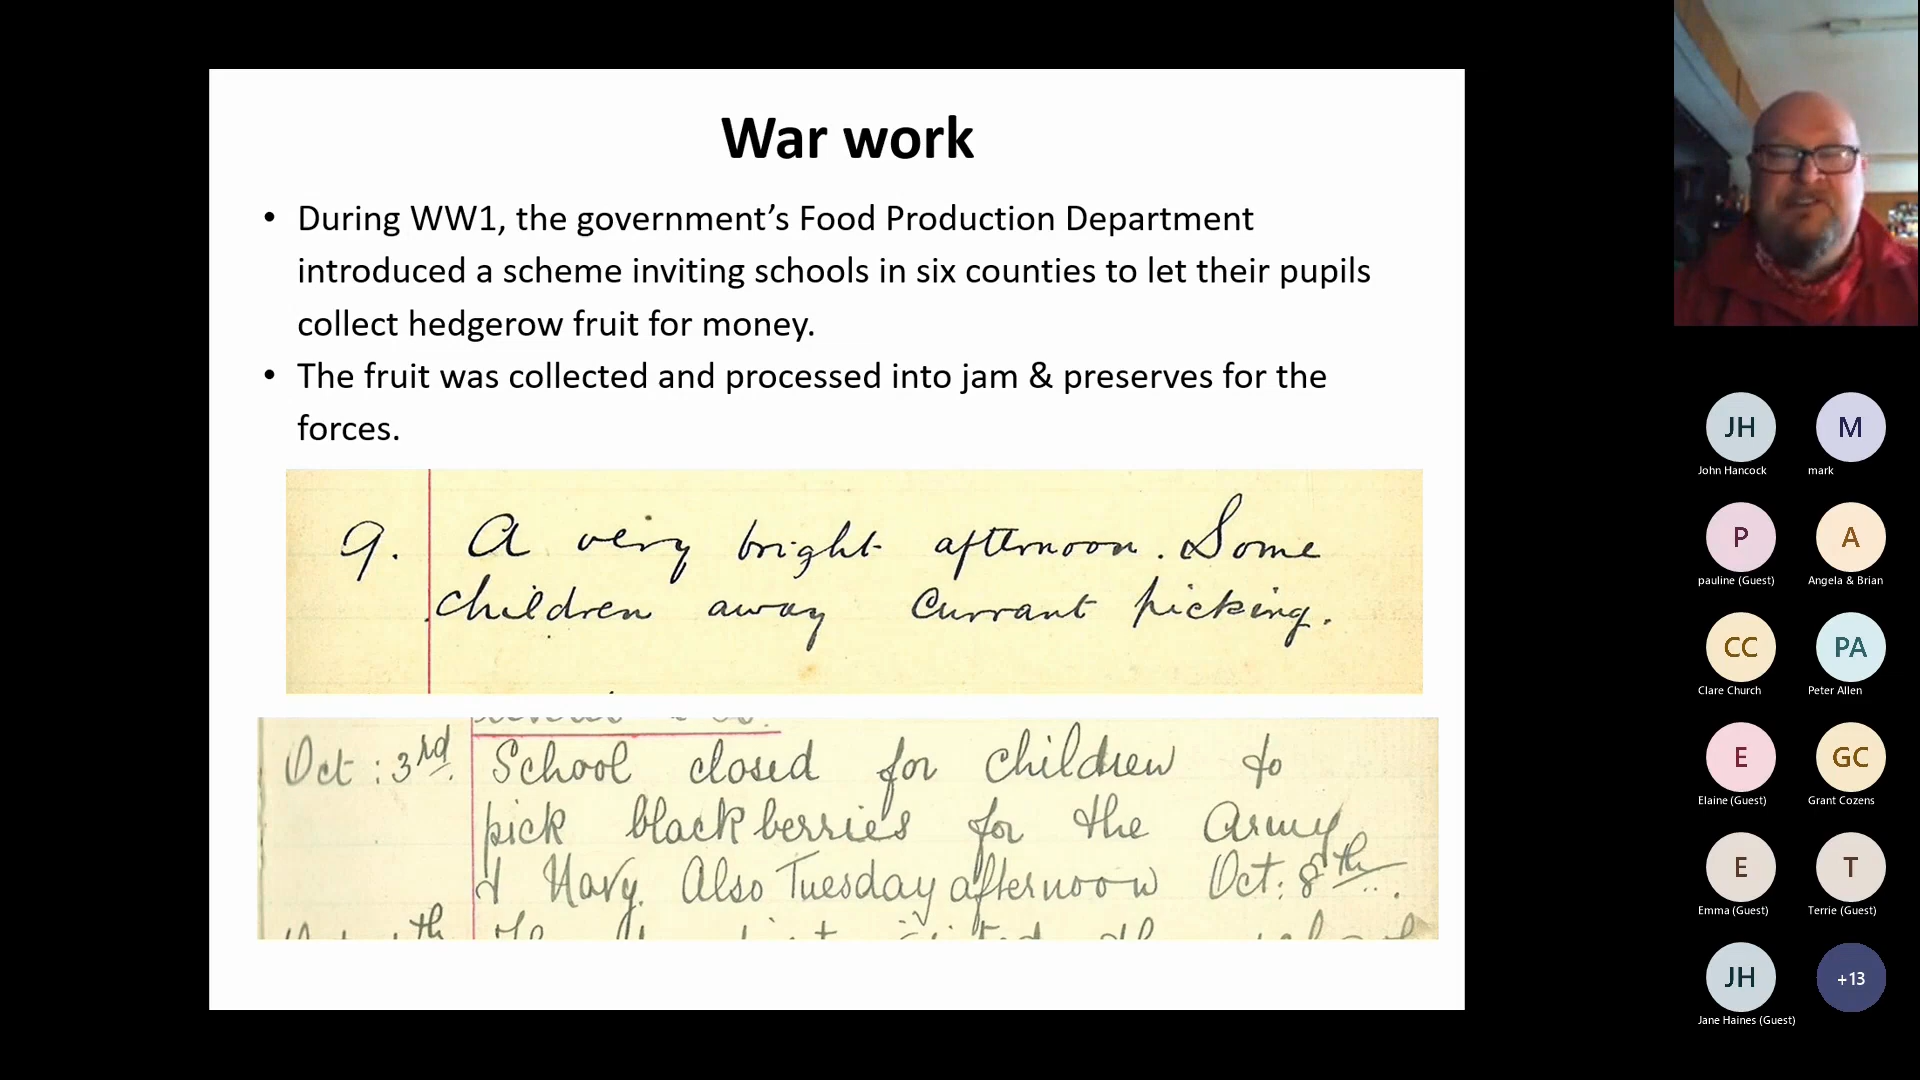 War work
• During WW1, the government’s Food Production Department
introduced a scheme inviting schools in six counties to let their pupils
collect hedgerow fruit for money.
• The fruit was collected and processed into jam & preserves for the
forces.
9. A very bright afternoon. Some
children away Currant picking.
Oct: 3rd. School closed for children to
pick blackberries for the Army
& Navy. Also Tuesday afternoon Oct: 8th.
JH
John Hancock
M
mark
P
pauline (Guest)
A
Angela & Brian
CC
Clare Church
PA
Peter Allen
E
Elaine (Guest)
GC
Grant Cozens
E
Emma (Guest)
T
Terrie (Guest)
JH
Jane Haines (Guest)
+13